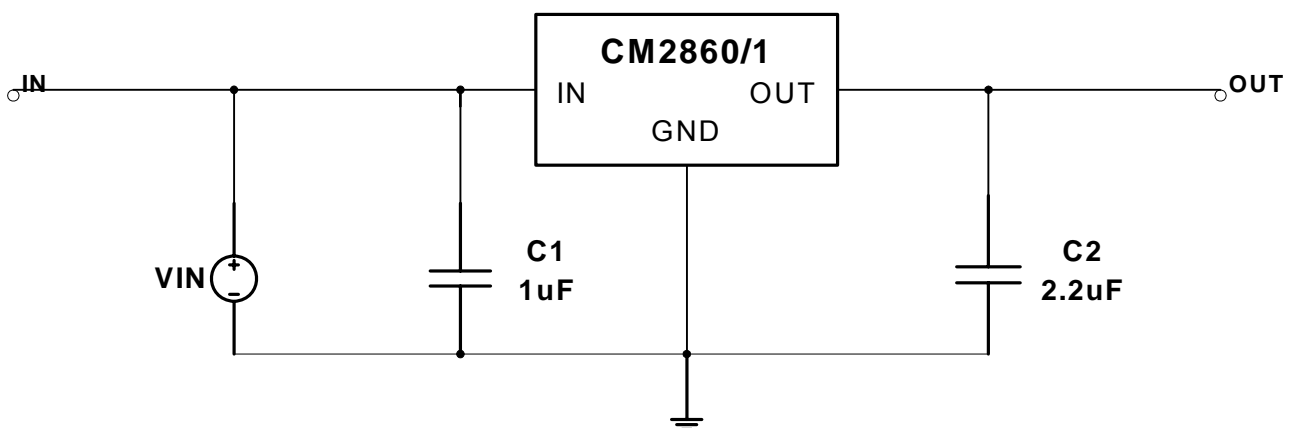 CM2860/1
IN
IN
OUT
OUT
GND
VIN
+
−
C1
1uF
C2
2.2uF